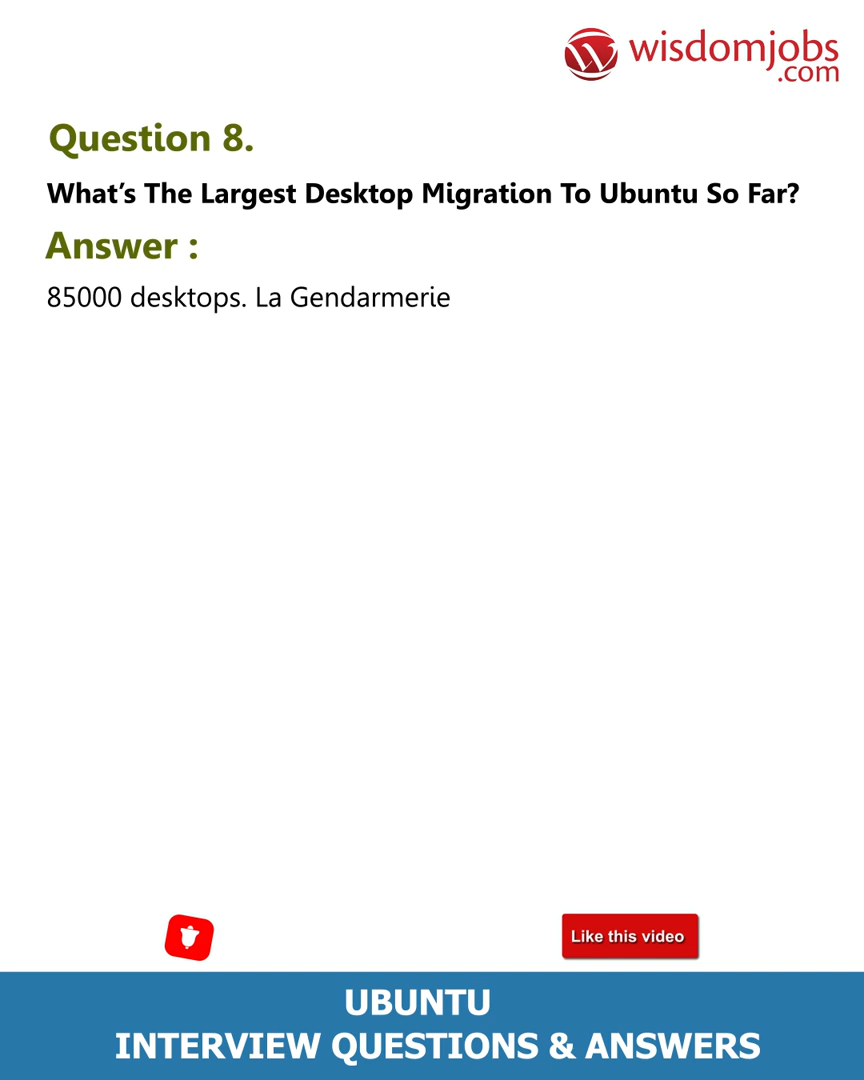 wisdomjobs
.com
Question 8.
What's The Largest Desktop Migration To Ubuntu So Far?
Answer :
85000 desktops. La Gendarmerie
Like this video
UBUNTU
INTERVIEW QUESTIONS & ANSWERS